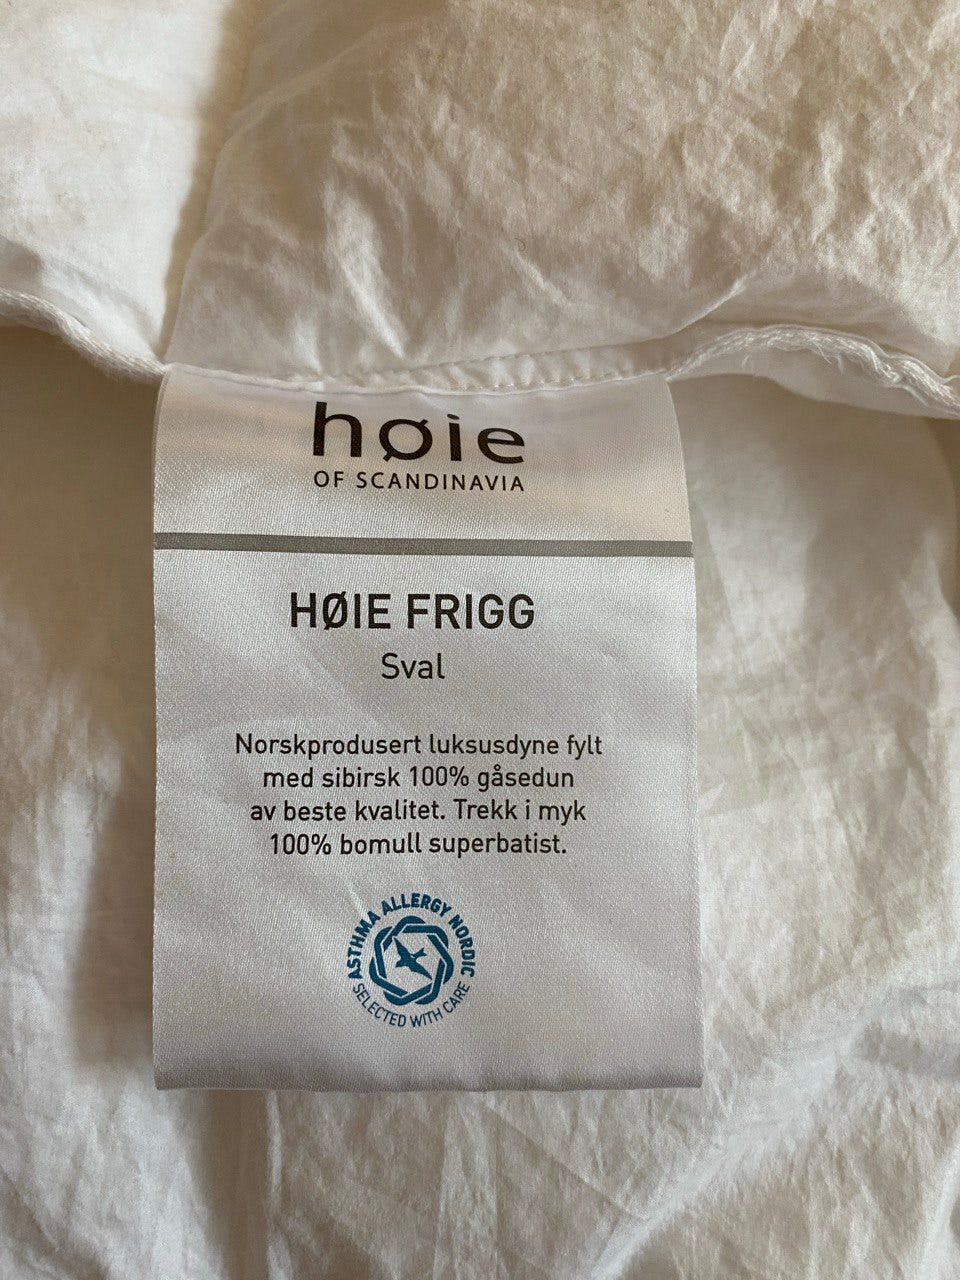 høie
OF SCANDINAVIA
HØIE FRIGG
Sval
Norskprodusert luksusdyne fylt
med sibirsk 100% gåsedun
av beste kvalitet. Trekk i myk
100% bomull superbatist.
ASTHMA ALLERGY NORDIC
SELECTED WITH CARE